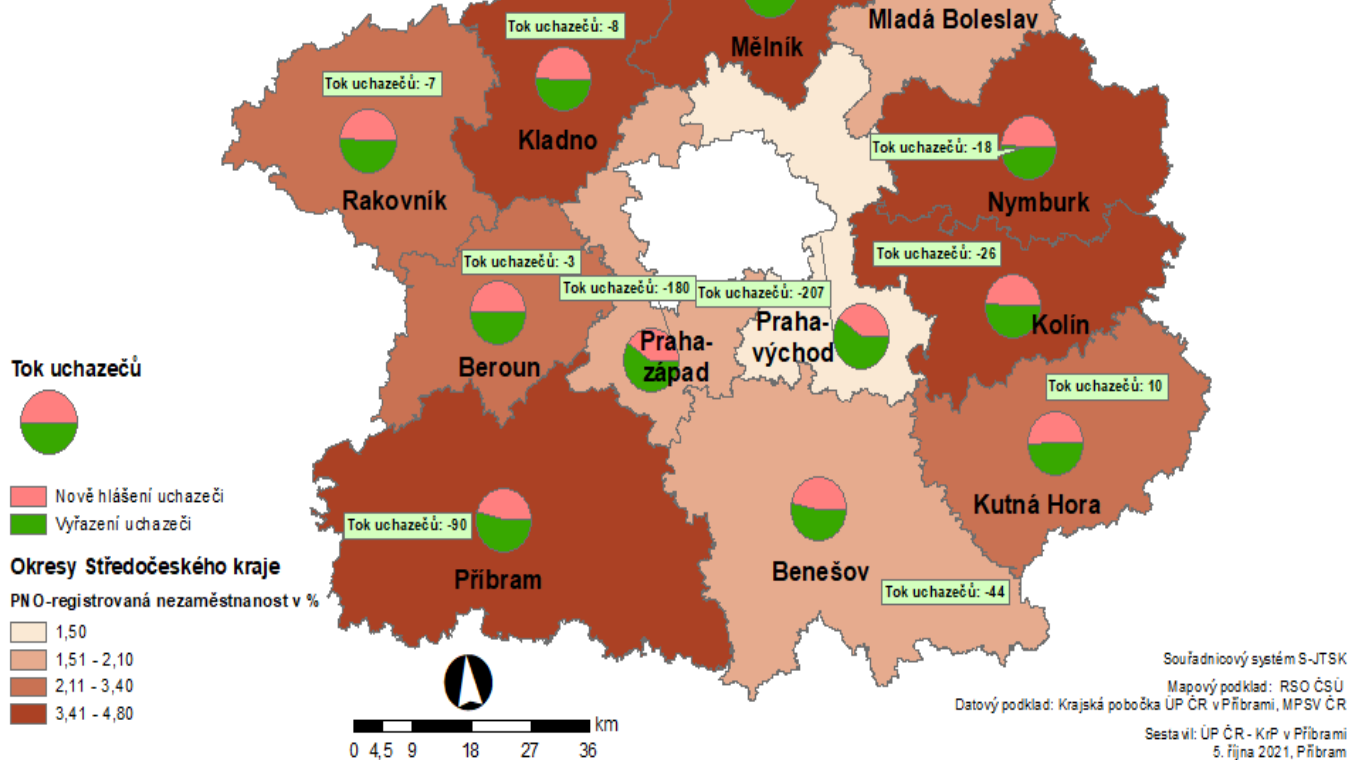 Mladá Boleslav
Tok uchazečů: -8
Mělník
Tok uchazečů: -7
Kladno
Tok uchazečů: -18
Rakovník
Nymburk
Tok uchazečů: -3
Tok uchazečů: -26
Tok uchazečů: -180
Tok uchazečů: -207
Praha-
východ
Kolín
Praha-
západ
Beroun
Tok uchazečů: 10
Kutná Hora
Tok uchazečů: -90
Příbram
Benešov
Tok uchazečů: -44
Tok uchazečů
Nově hlášení uchazeči
Vyřazení uchazeči
Okresy Středočeského kraje
PNO-registrovaná nezaměstnanost v %
1,50
1,51 - 2,10
2,11 - 3,40
3,41 - 4,80
km
0 4,5 9 18 27 36
Souřadnicový systém S-JTSK
Mapový podklad: RSO ČSÚ
Datový podklad: Krajská pobočka ÚP ČR v Příbrami, MPSV ČR
Sestavil: ÚP ČR - KrP v Příbrami
5. října 2021, Příbram